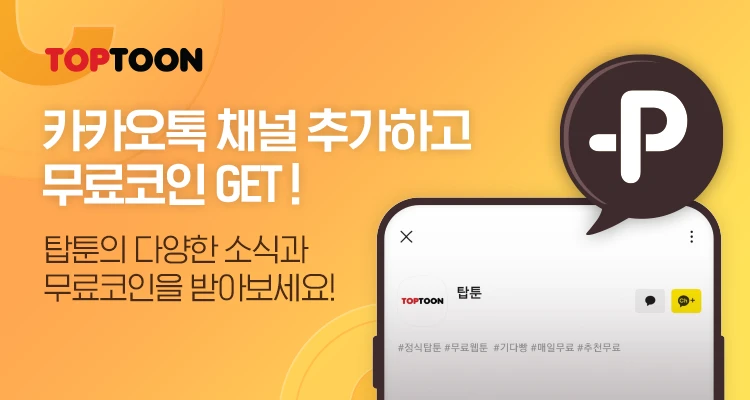 TOPTOON
카카오톡 채널 추가하고
무료코인 GET!
탑툰의 다양한 소식과
무료코인을 받아보세요!
P
TOPTOON
탑툰
Ch+
#정식탑툰 #무료웹툰 #기다빵 #매일무료 #추천무료